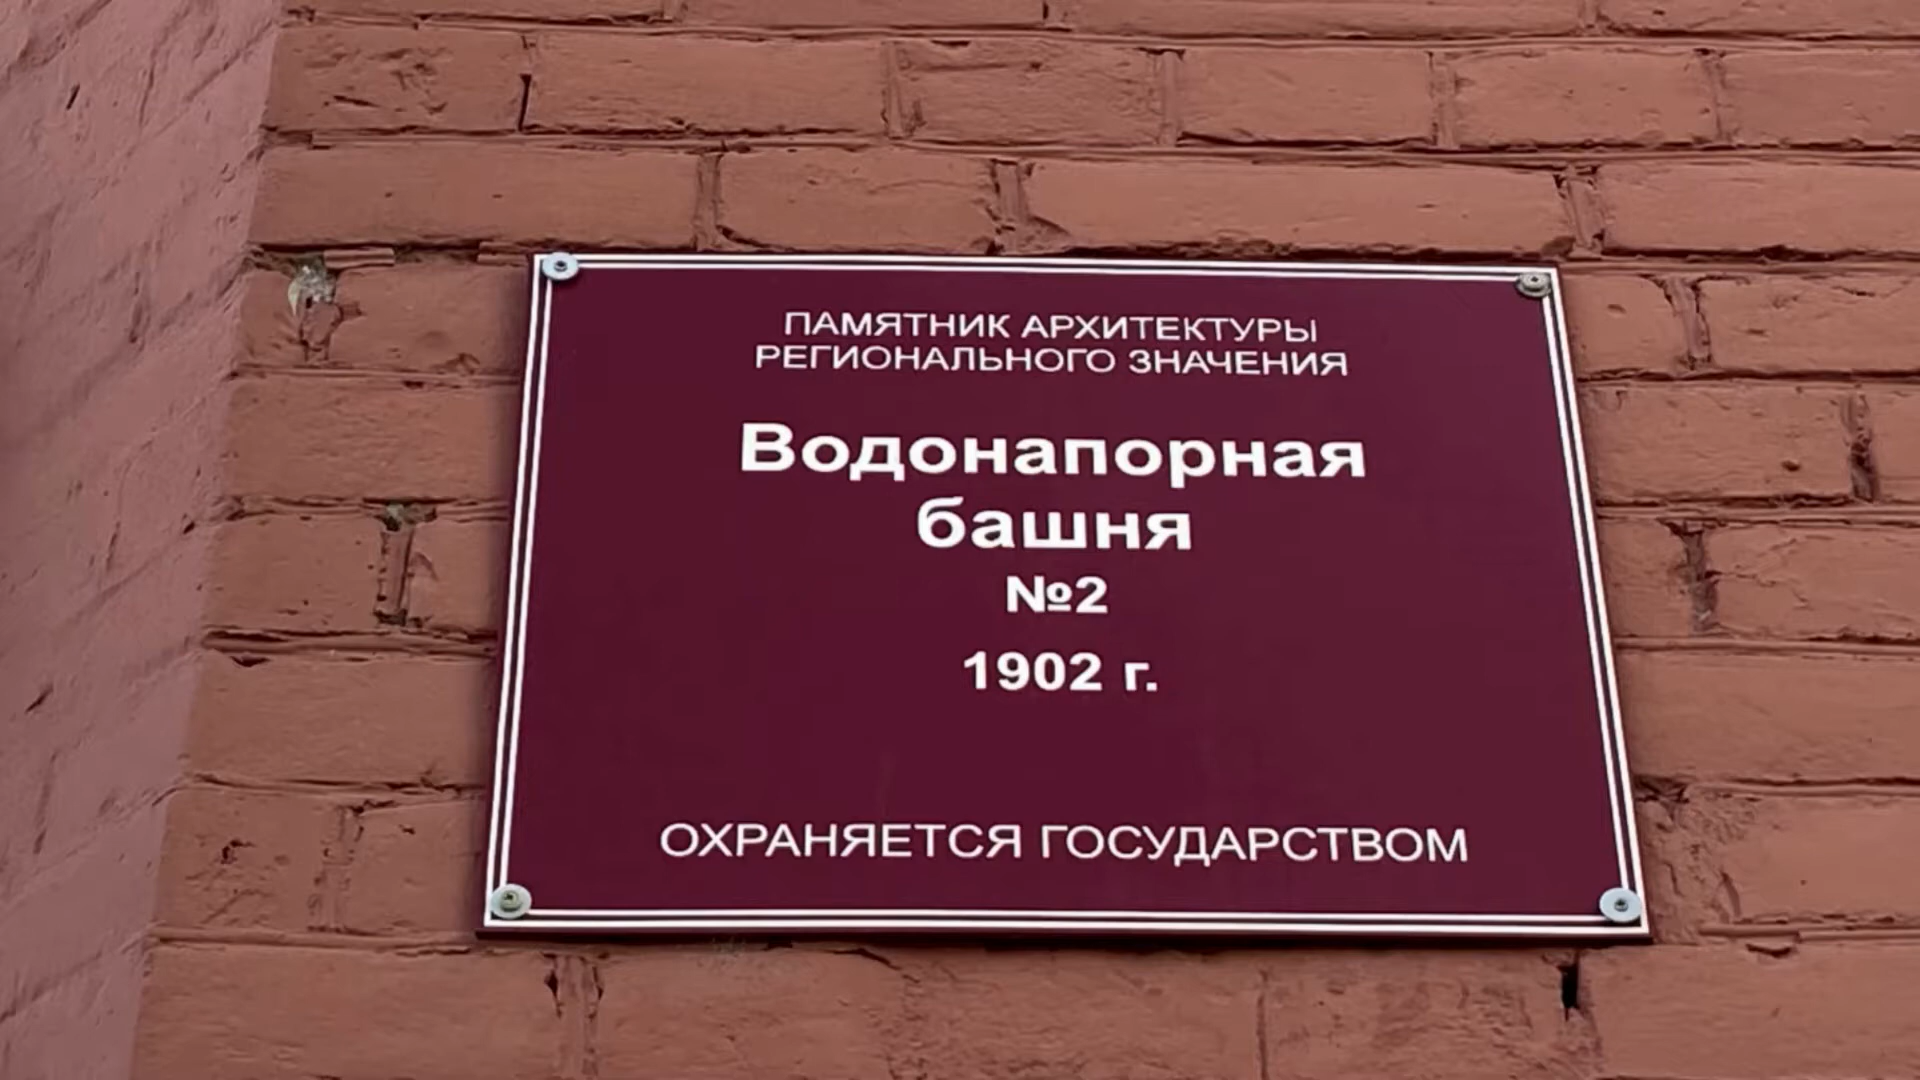 ПАМЯТНИК АРХИТЕКТУРЫ
РЕГИОНАЛЬНОГО ЗНАЧЕНИЯ
Водонапорная
башня
№2
1902 г.
ОХРАНЯЕТСЯ ГОСУДАРСТВОМ